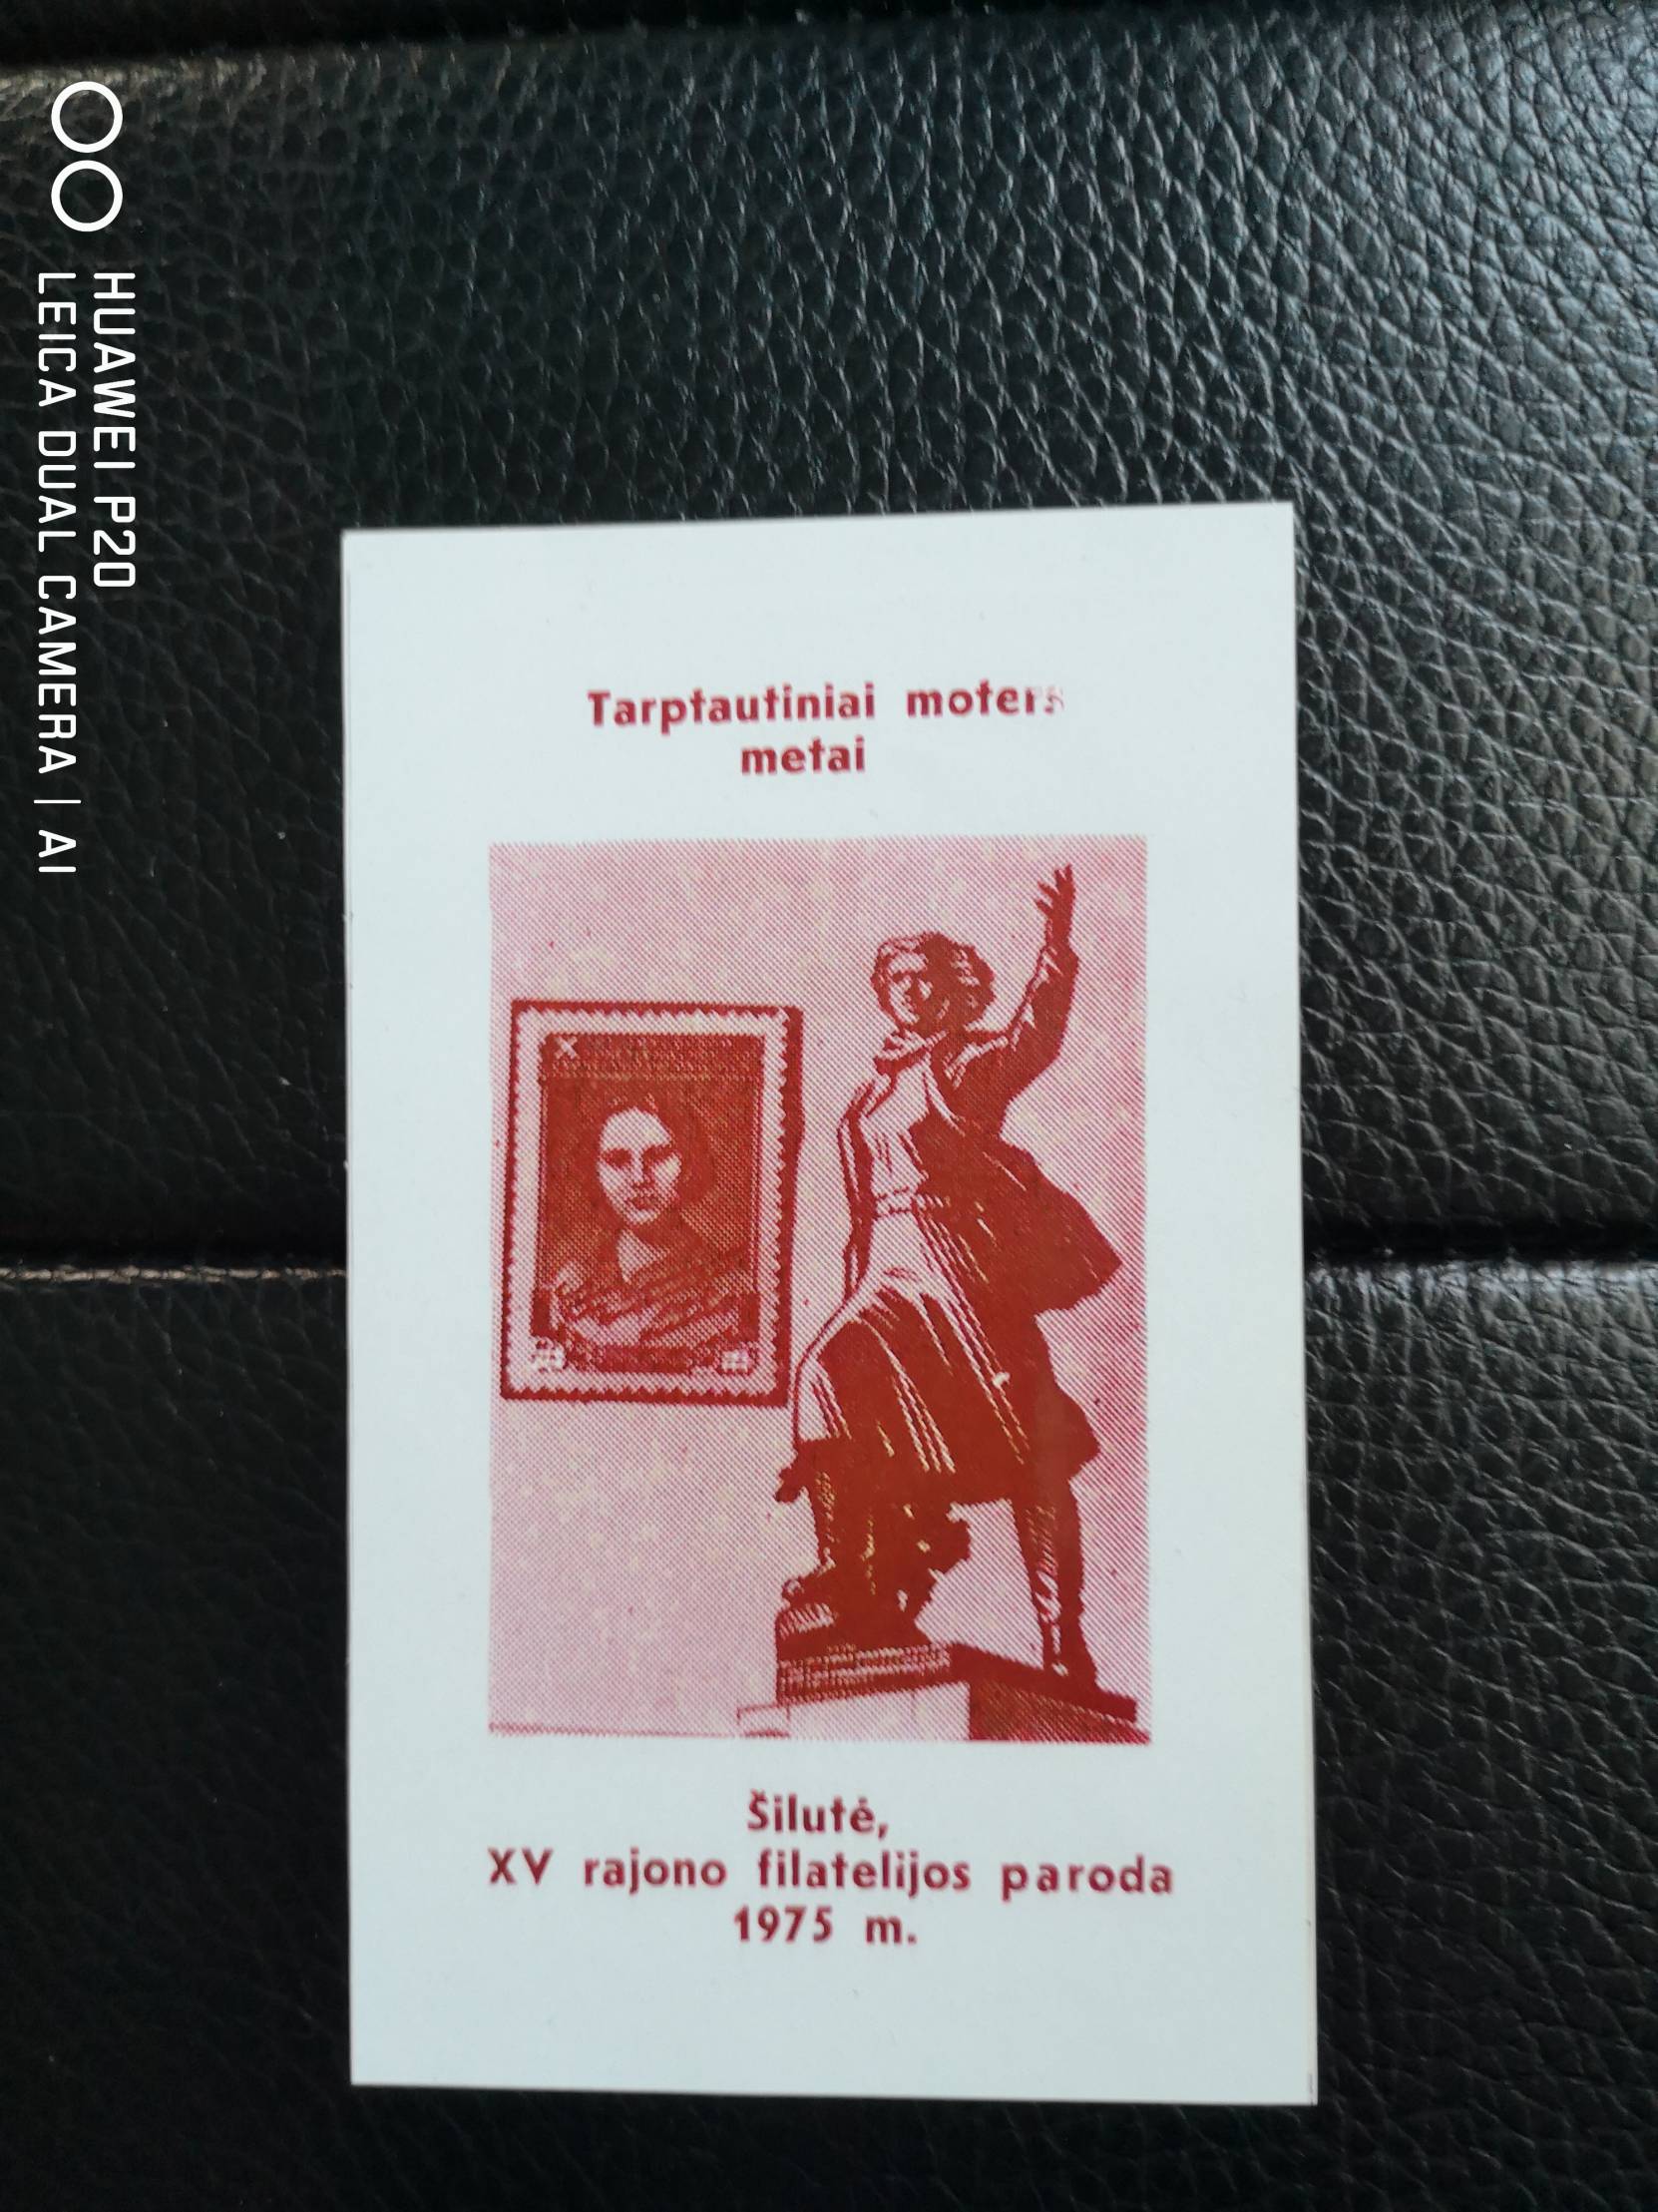 Tarptautiniai moters
metai
Šilutė,
XV rajono filatelijos paroda
1975 m.
HUAWEI P20
LEICA DUAL CAMERA | AI